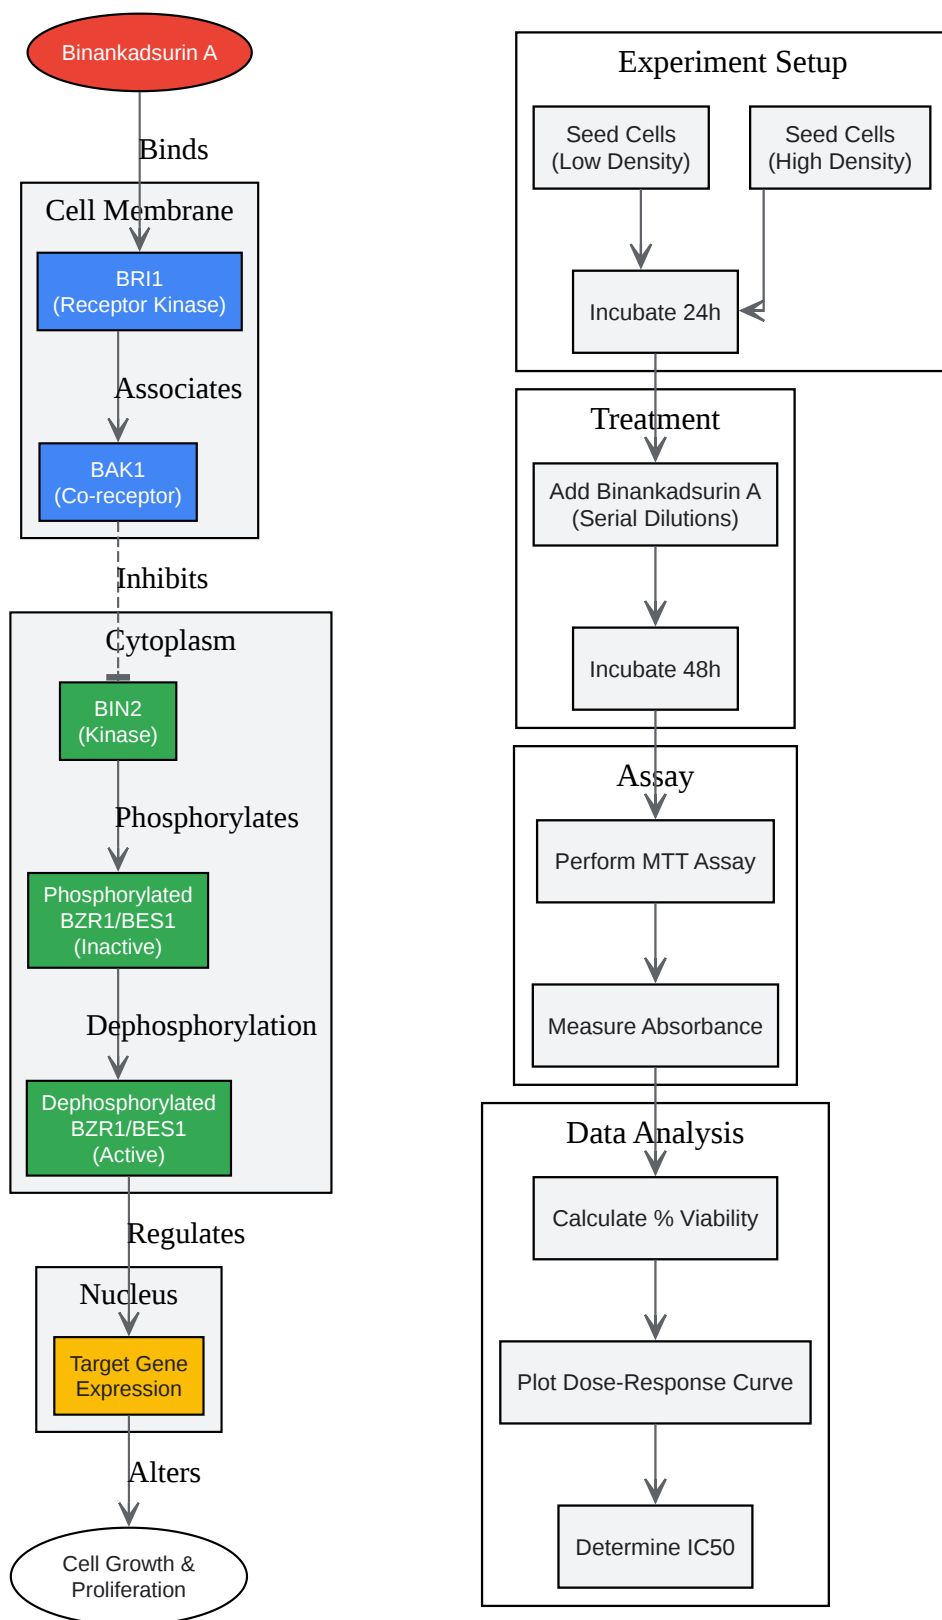 Binankadsurin A
Binds
Cell Membrane
BRI1
(Receptor Kinase)
Associates
BAK1
(Co-receptor)
Inhibits
Cytoplasm
BIN2
(Kinase)
Phosphorylates
Phosphorylated
BZR1/BES1
(Inactive)
Dephosphorylation
Dephosphorylated
BZR1/BES1
(Active)
Regulates
Nucleus
Target Gene
Expression
Alters
Cell Growth &
Proliferation
Experiment Setup
Seed Cells
(Low Density)
Seed Cells
(High Density)
Incubate 24h
Treatment
Add Binankadsurin A
(Serial Dilutions)
Incubate 48h
Assay
Perform MTT Assay
Measure Absorbance
Data Analysis
Calculate % Viability
Plot Dose-Response Curve
Determine IC50